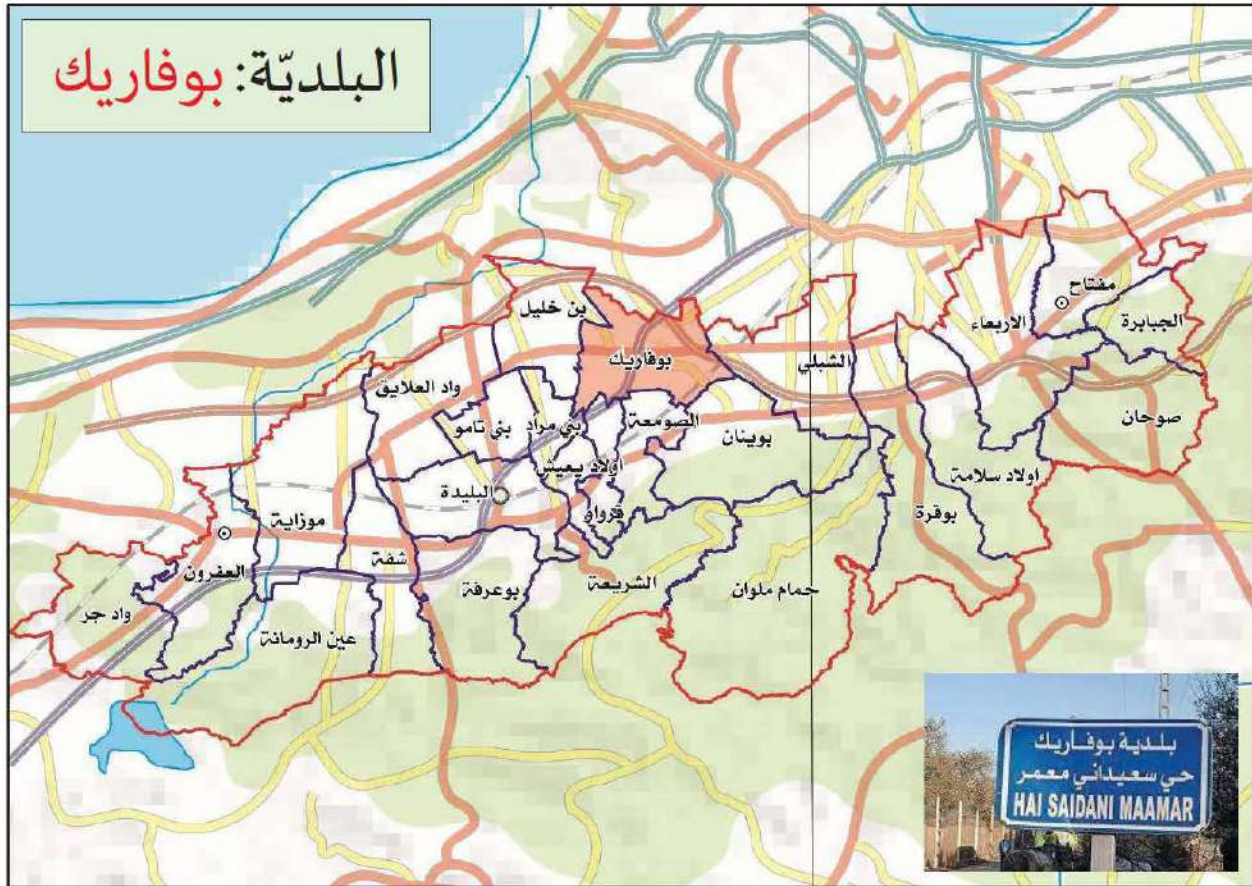 البلديّة: بوفاريك
مفتاح
الجبابرة
الاربعاء
بن خليل
الشبلي
بوفاريك
واد العلايق
صوحان
الصومعة
بني مراد
بني تامو
بوينان
اولاد يعيش
اولاد سلامة
البليدة
بوقرة
قرواو
موزاية
شفة
الشريعة
حمام ملوان
بوعرفة
العفرون
واد جر
عين الرومانة
بلدية بوفاريك
حي سعيداني معمر
HAI SAIDANI MAAMAR